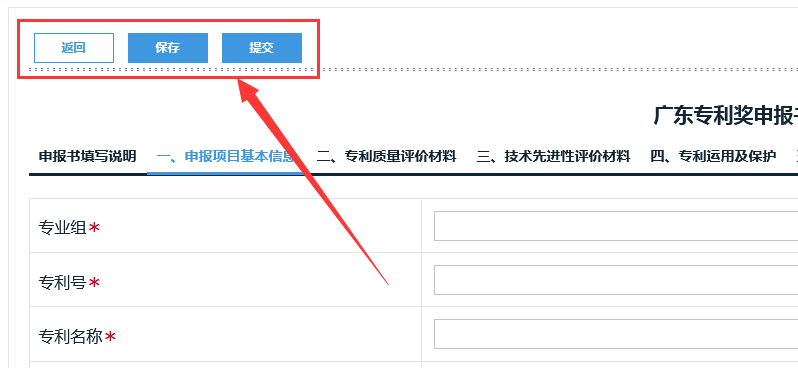 返回 保存 提交
广东专利奖申报
申报书填写说明 一、申报项目基本信息 二、专利质量评价材料 三、技术先进性评价材料 四、专利运用及保护
专业组*
专利号*
专利名称*